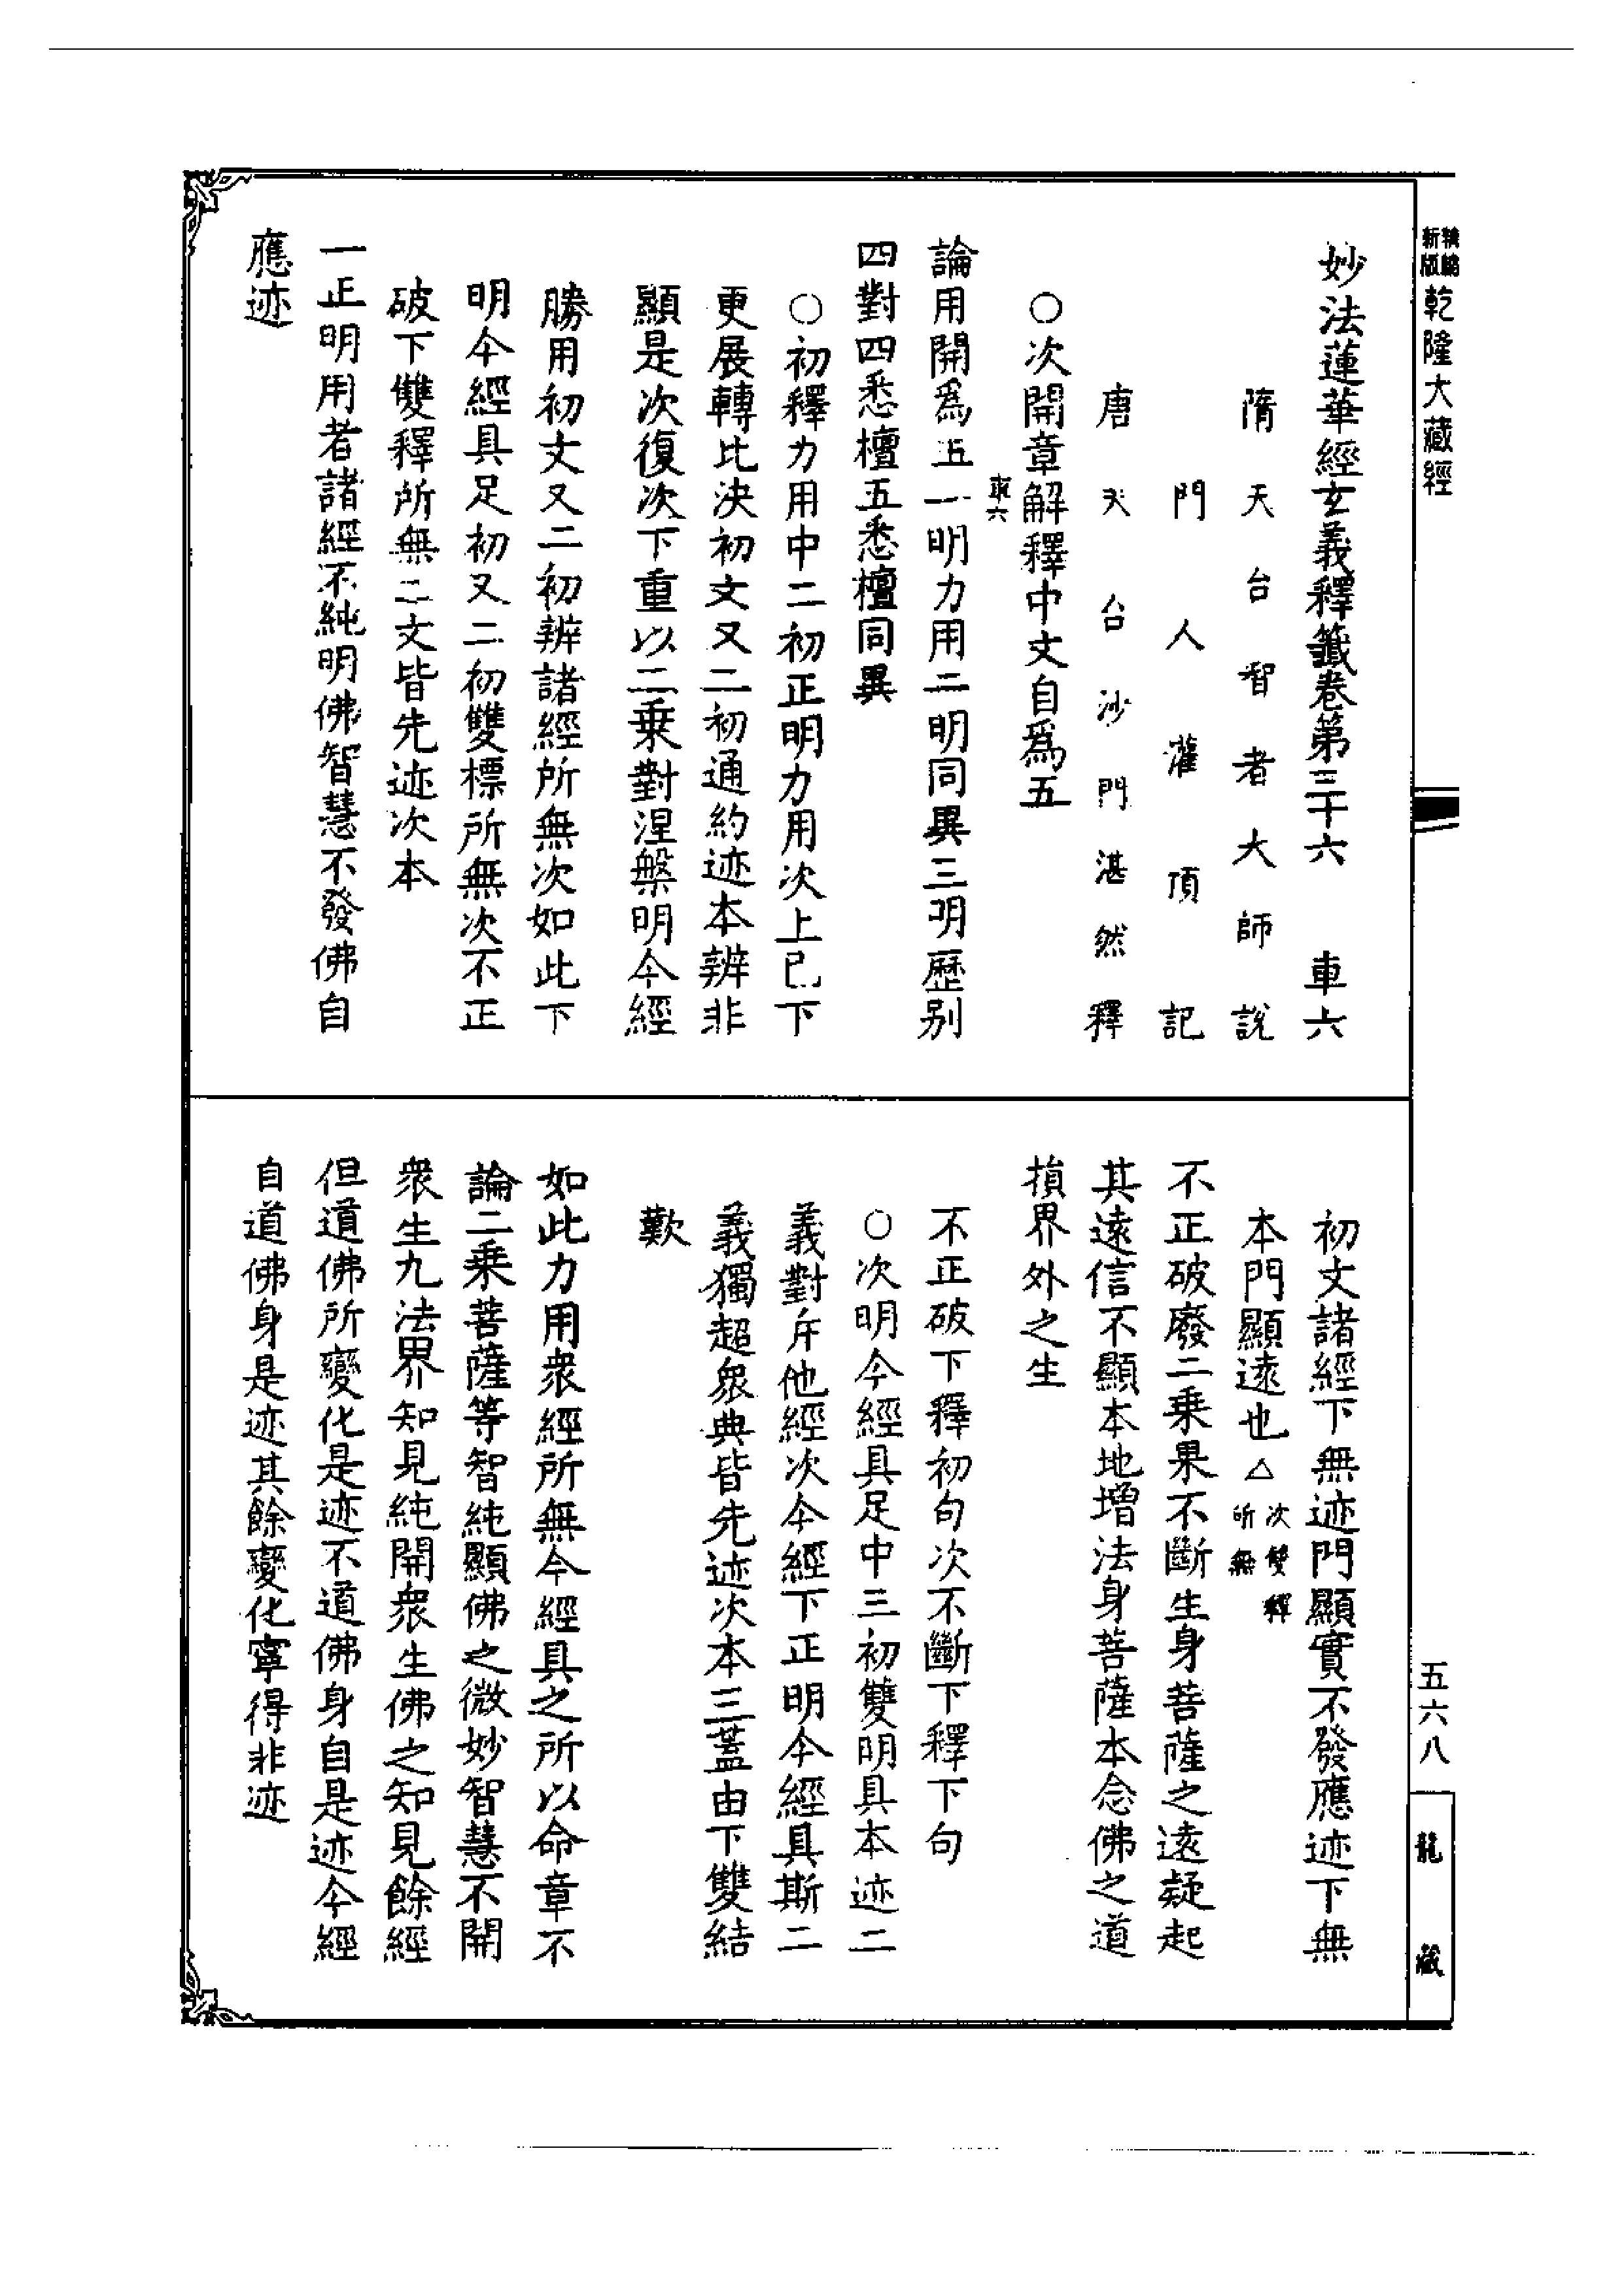 新編
縮版
乾隆大藏經
妙法蓮華經玄義釋籤卷第三十六　車六
隋天台智者大師說
門人灌頂記
唐天台沙門湛然釋
○次開章解釋中文自爲五
車六
論用開爲五一明力用二明同異三明歷別
四對四悉檀五悉檀同異
○初釋力用中二初正明力用次上已下
更展轉比決初文又二初通約迹本辨非
顯是次復次下重以二乘對涅槃明今經
勝用初文又二初辨諸經所無次如此下
明今經具足初又二初雙標所無次不正
破下雙釋所無二文皆先迹次本
一正明用者諸經不純明佛智慧不發佛自
應迹
初文諸經下無迹門顯實不發應迹下無
本門顯遠也△次雙釋所無
不正破廢二乘果不斷生身菩薩之遠疑起
其遠信不顯本地增法身菩薩本念佛之道
損界外之生
不正破下釋初句次不斷下釋下句
○次明今經具足中三初雙明具本迹二
義對斥他經次今經下正明今經具斯二
義獨超衆典皆先迹次本三蓋由下雙結
歎
如此力用衆經所無今經具之所以命章不
論二乘菩薩等智純顯佛之微妙智慧不開
衆生九法界知見純開衆生佛之知見餘經
但道佛所變化是迹不道佛身自是迹今經
自道佛身是迹其餘變化寧得非迹
五六八
龍藏